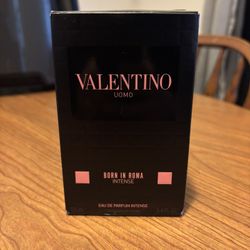 VALENTINO
UOMO
BORN IN ROMA
INTENSE
EAU DE PARFUM INTENSE